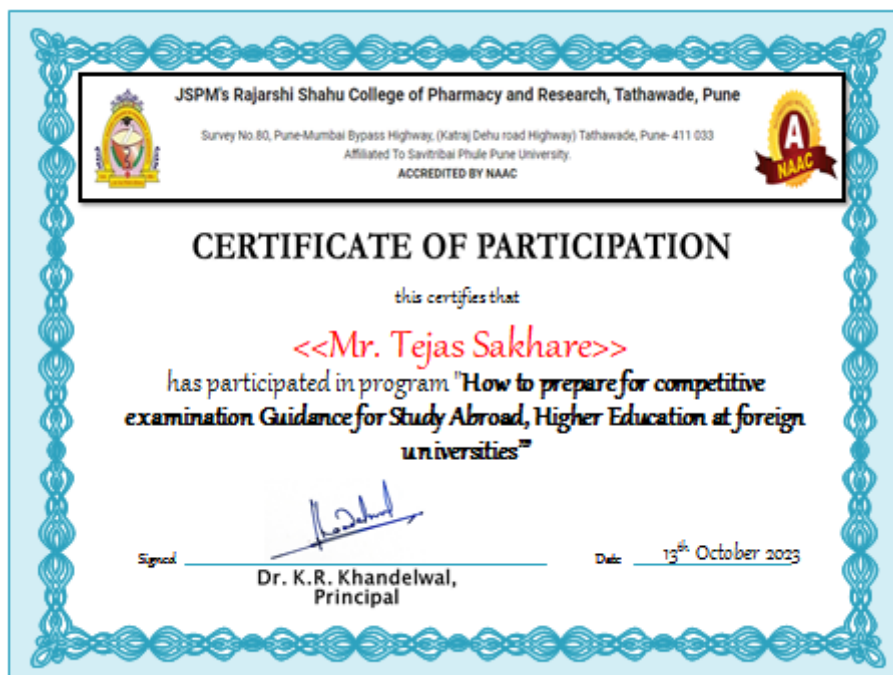 JSPM's Rajarshi Shahu College of Pharmacy and Research, Tathawade, Pune
Survey No.80, Pune-Mumbai Bypass Highway, (Katraj Dehu road Highway) Tathawade, Pune- 411 033
Affiliated To Savitribai Phule Pune University.
ACCREDITED BY NAAC
A
NAAC
CERTIFICATE OF PARTICIPATION
this certifies that
<<Mr. Tejas Sakhare>>
has participated in program "How to prepare for competitive
examination Guidance for Study Abroad, Higher Education at foreign
universities""
Khandelwal
Signed
Date 13th October 2023
Dr. K.R. Khandelwal,
Principal